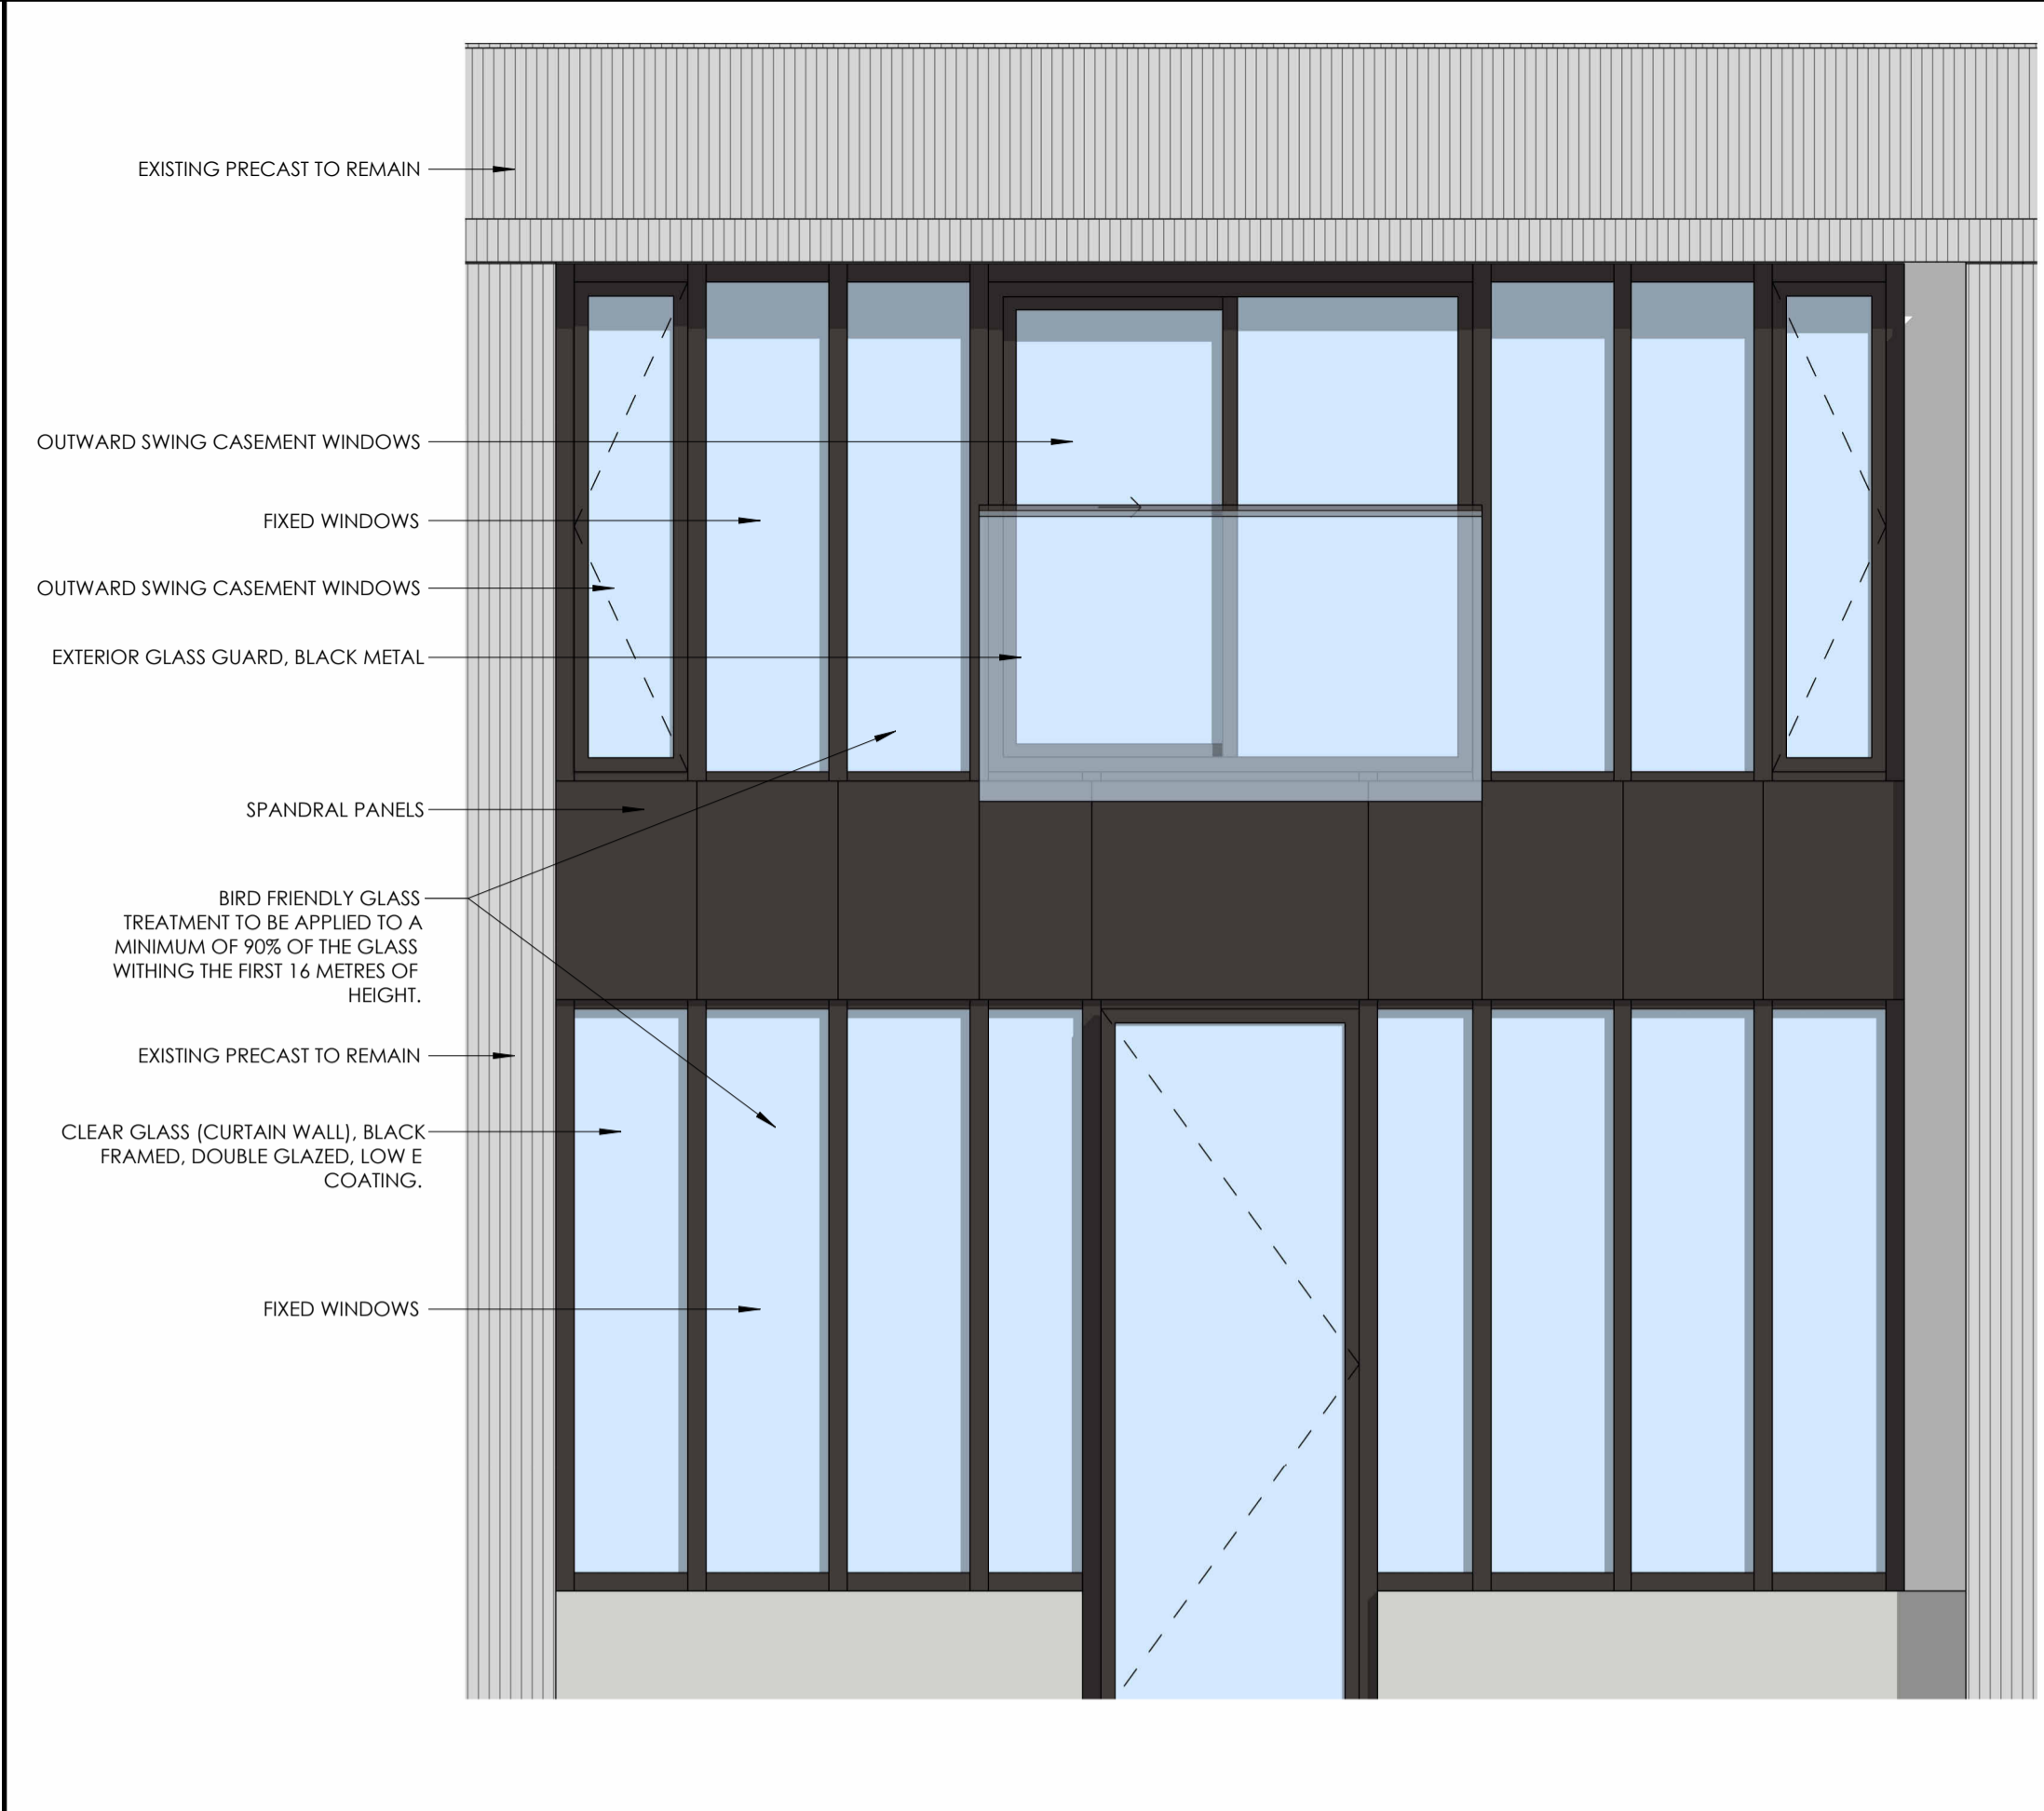 EXISTING PRECAST TO REMAIN
OUTWARD SWING CASEMENT WINDOWS
FIXED WINDOWS
OUTWARD SWING CASEMENT WINDOWS
EXTERIOR GLASS GUARD, BLACK METAL
SPANDRAL PANELS
BIRD FRIENDLY GLASS
TREATMENT TO BE APPLIED TO A
MINIMUM OF 90% OF THE GLASS
WITHING THE FIRST 16 METRES OF
HEIGHT.
EXISTING PRECAST TO REMAIN
CLEAR GLASS (CURTAIN WALL), BLACK
FRAMED, DOUBLE GLAZED, LOW E
COATING.
FIXED WINDOWS